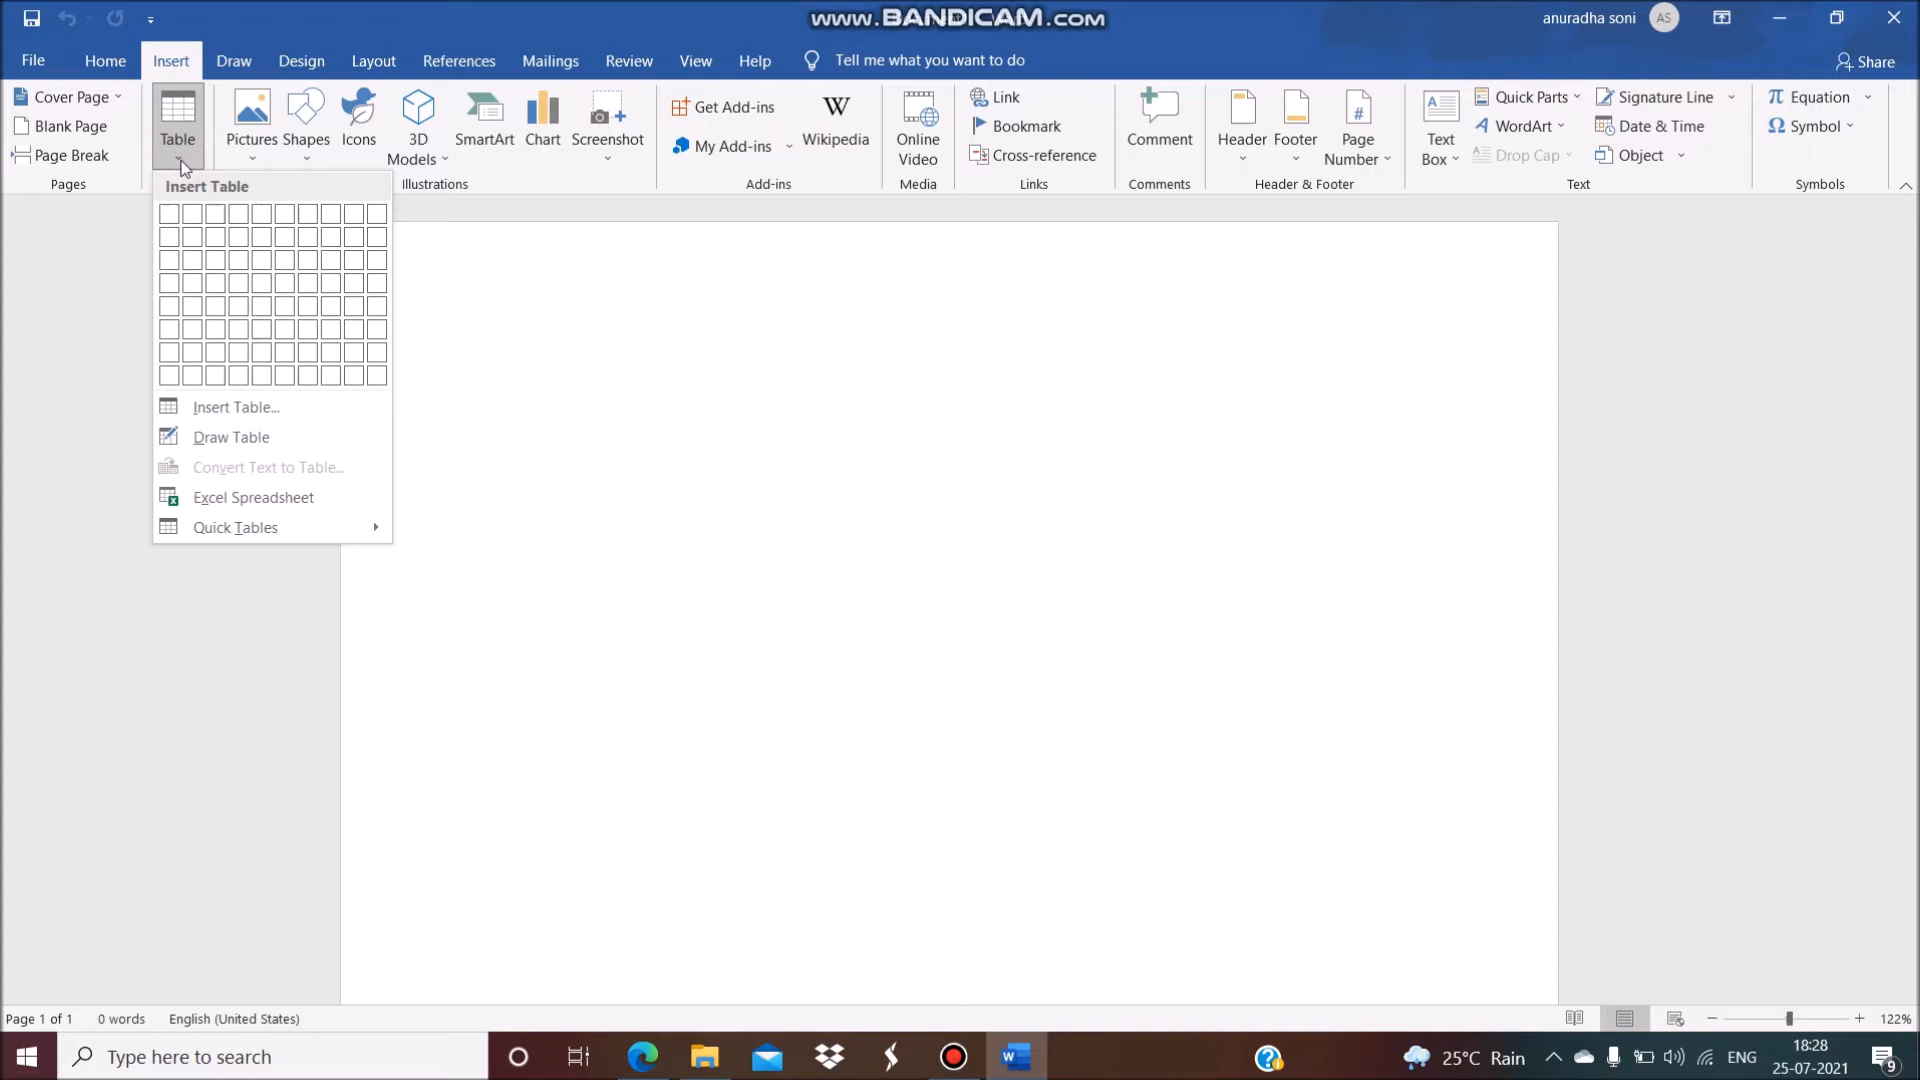 www.BANDICAM.com
anuradha soni
AS
File
Home
Insert
Draw
Design
Layout
References
Mailings
Review
View
Help
Tell me what you want to do
Share
Cover Page
Blank Page
Page Break
Pages
Table
Pictures
Shapes
Icons
3D
Models
SmartArt
Chart
Screenshot
Illustrations
Get Add-ins
My Add-ins
W
Wikipedia
Add-ins
Online
Video
Media
Link
Bookmark
Cross-reference
Links
Comment
Comments
Header
Footer
#
Page
Number
Header & Footer
A
Text
Box
Quick Parts
WordArt
Drop Cap
Signature Line
Date & Time
Object
Text
π Equation
Ω Symbol
Symbols
Insert Table
Insert Table...
Draw Table
Convert Text to Table...
Excel Spreadsheet
Quick Tables
Page 1 of 1
0 words
English (United States)
122%
Type here to search
25°C Rain
ENG
18:28
25-07-2021
9